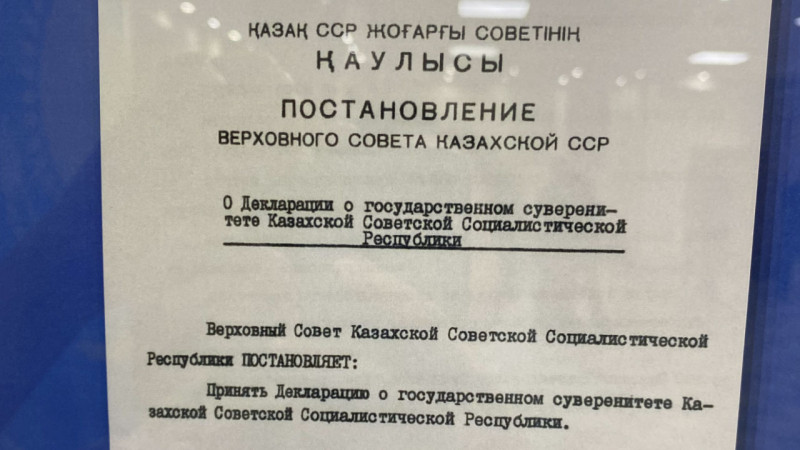 ҚАЗАҚ ССР ЖОҒАРҒЫ СОВЕТІНІҢ
ҚАУЛЫСЫ
ПОСТАНОВЛЕНИЕ
ВЕРХОВНОГО СОВЕТА КАЗАХСКОЙ ССР
О Декларации о государственном суверени-
тете Казахской Советской Социалистической
Республики
Верховный Совет Казахской Советской Социалистической
Республики ПОСТАНОВЛЯЕТ:
Принять Декларацию о государственном суверенитете Ка-
захской Советской Социалистической Республики.